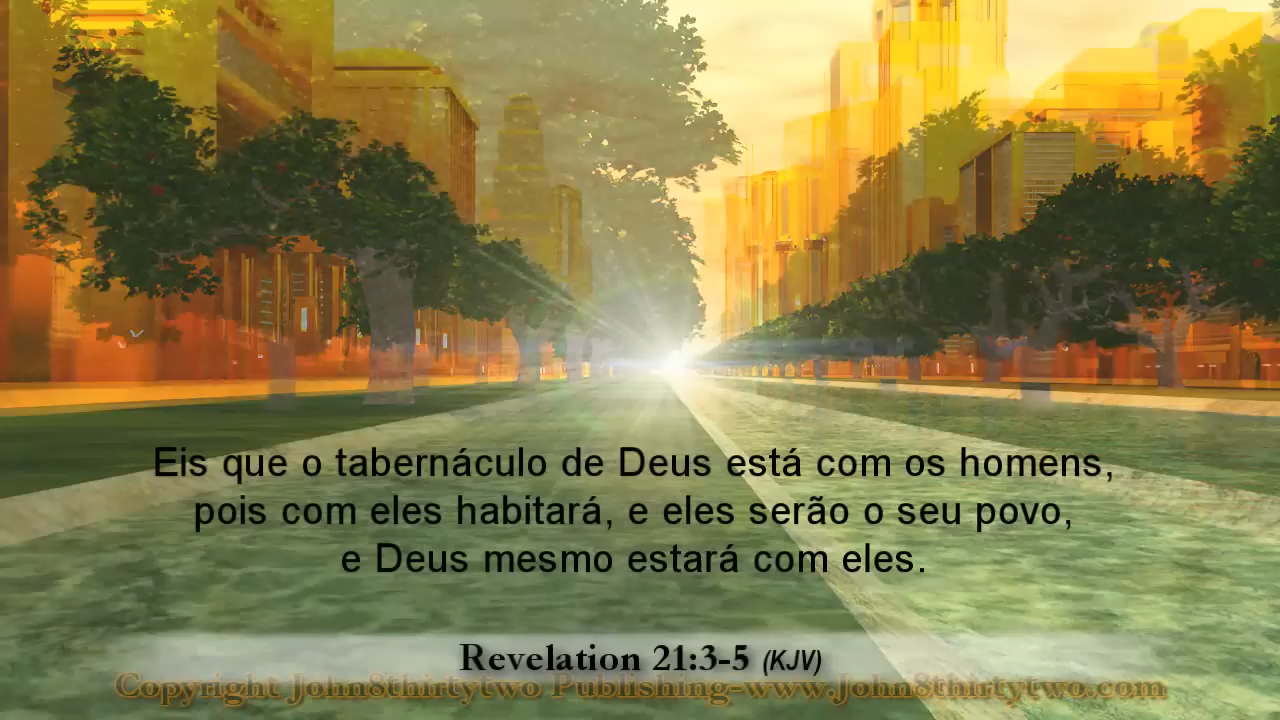 Eis que o tabernáculo de Deus está com os homens,
pois com eles habitará, e eles serão o seu povo,
e Deus mesmo estará com eles.
Revelation 21:3-5 (KJV)
Copyright John8thirtytwo Publishing-www.John8thirtytwo.com